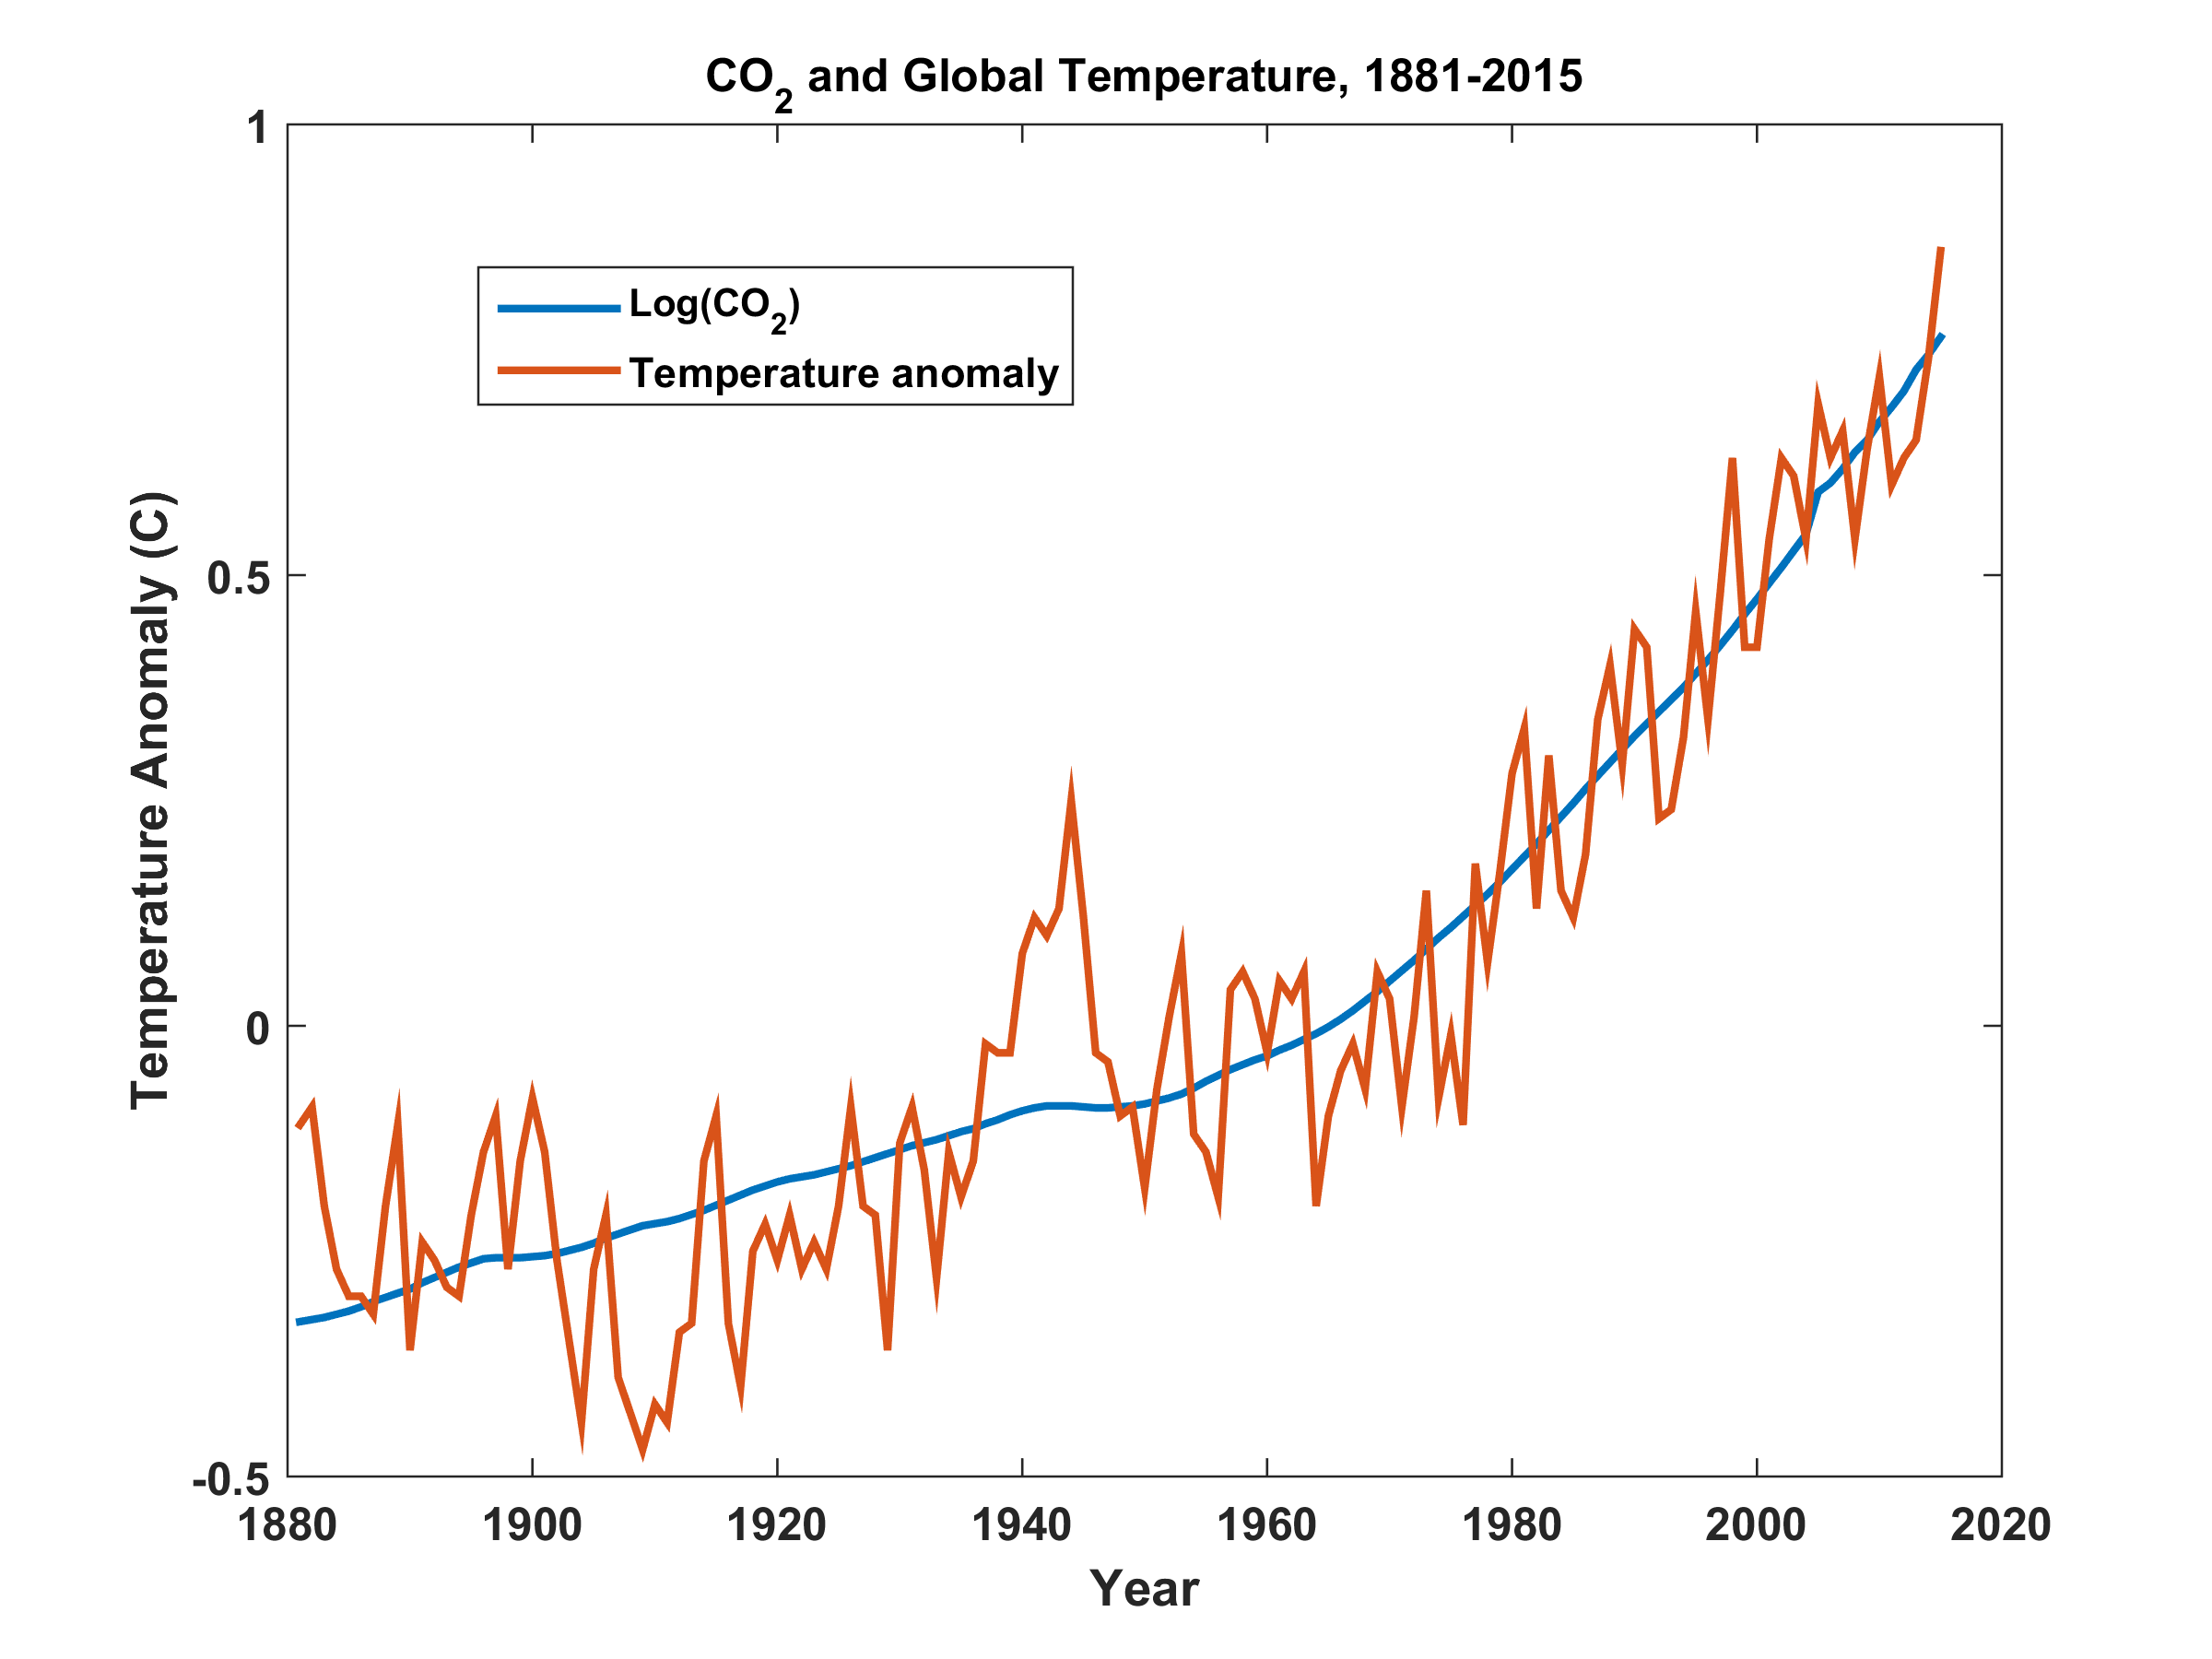 CO2 and Global Temperature, 1881-2015
1
Log(CO2)
Temperature anomaly
0.5
Temperature Anomaly (C)
0
-0.5
1880 1900 1920 1940 1960 1980 2000 2020
Year